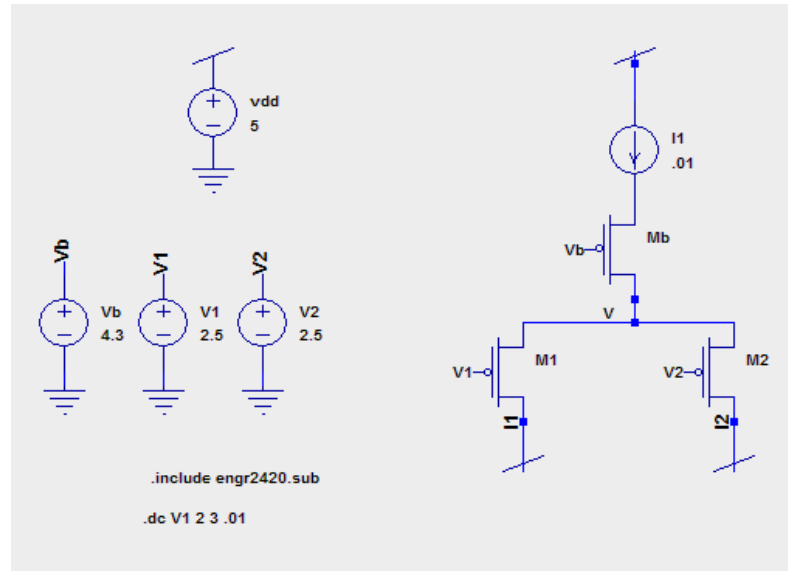 vdd
5
I1
.01
Vb
Mb
V
Vb
Vb
4.3
V1
V1
2.5
V2
V2
2.5
V1
M1
I1
V2
M2
I2
.include engr2420.sub
.dc V1 2 3 .01